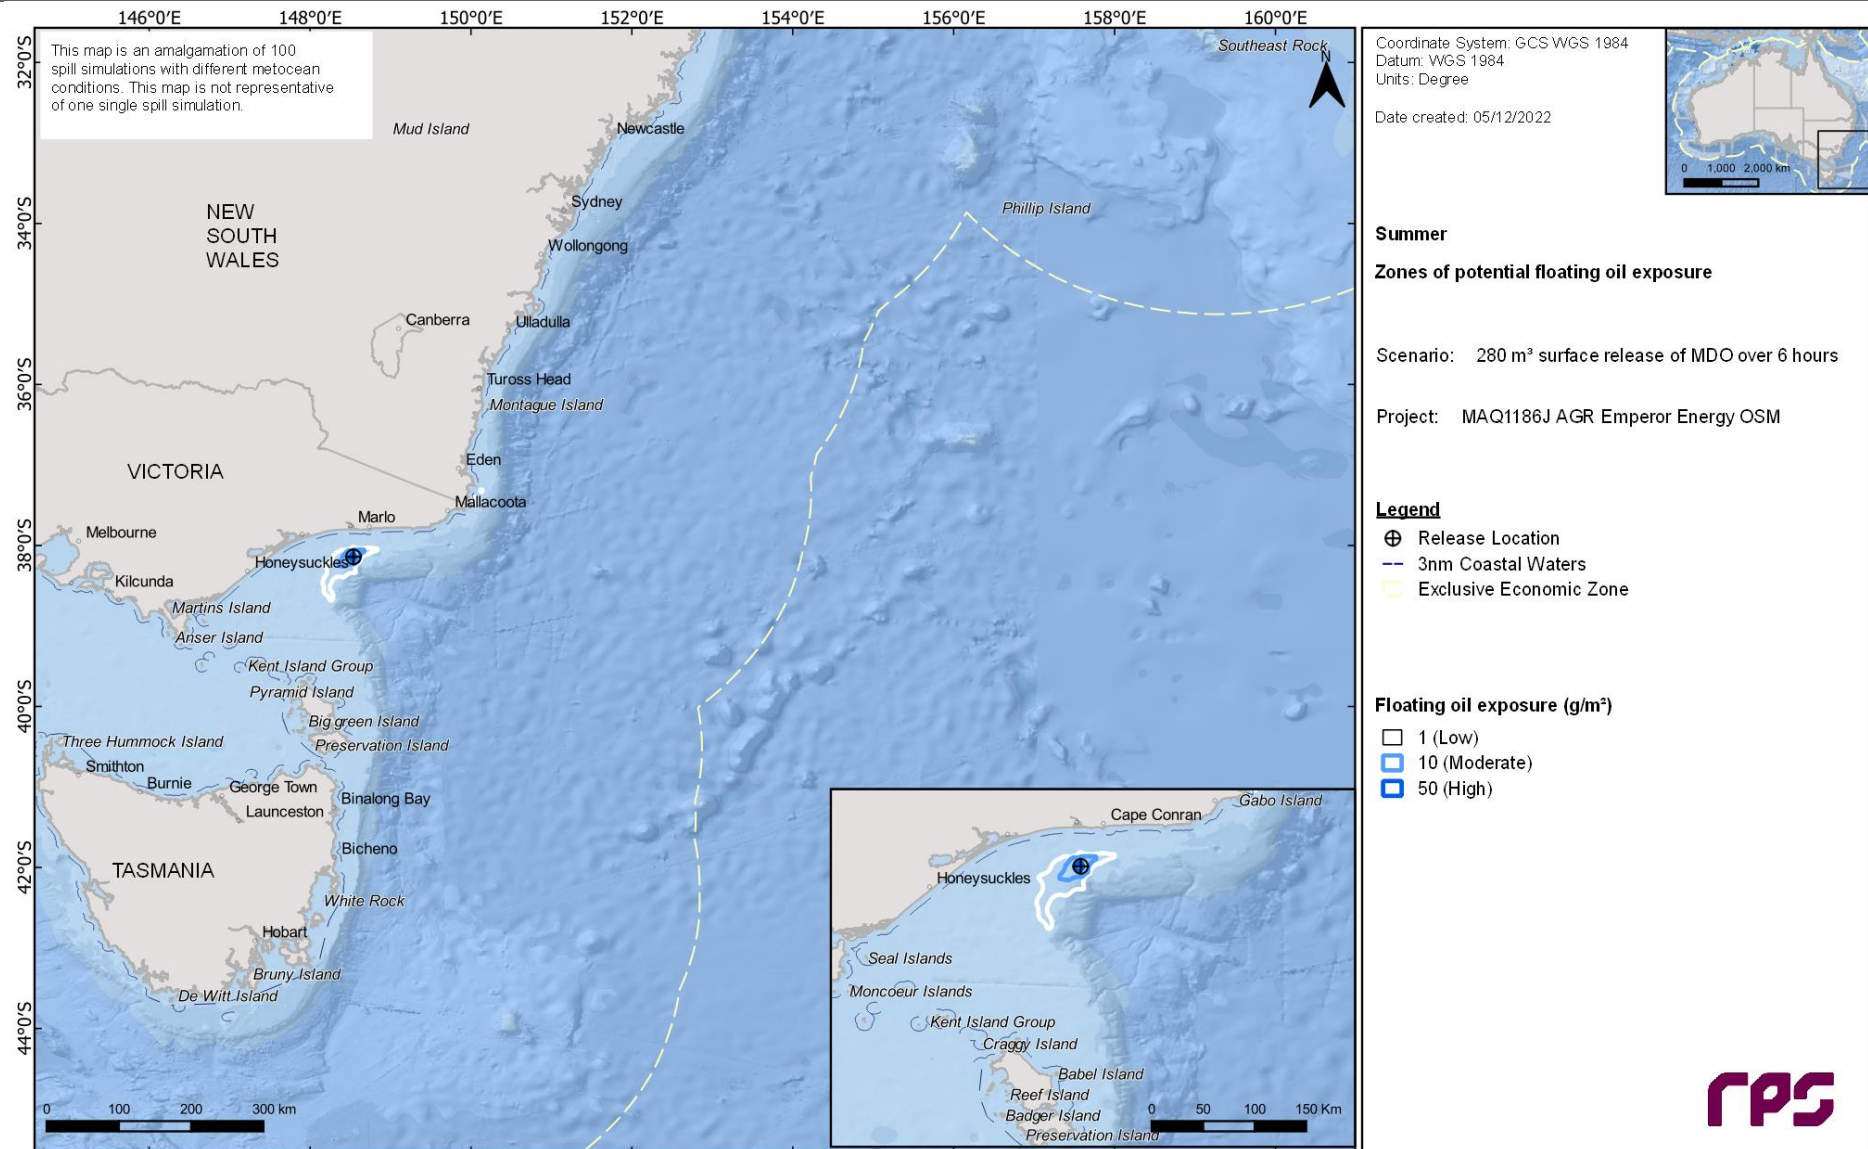 146°0'E 148°0'E 150°0'E 152°0'E 154°0'E 156°0'E 158°0'E 160°0'E
This map is an amalgamation of 100
spill simulations with different metocean
conditions. This map is not representative
of one single spill simulation.
32°S
34°S
36°S
38°S
40°S
42°S
44°S
Southeast Rock
N
Mud Island
Newcastle
Sydney
Phillip Island
NEW
SOUTH
WALES
Wollongong
Canberra
Ulladulla
Tuross Head
Montague Island
Eden
VICTORIA
Mallacoota
Marlo
Melbourne
Honeysuckles
Kilcunda
Martins Island
Anser Island
Kent Island Group
Pyramid Island
Big green Island
Three Hummock Island
Preservation Island
Smithton
Burnie
George Town
Binalong Bay
Launceston
Bicheno
TASMANIA
White Rock
Hobart
Bruny Island
De Witt Island
0 100 200 300 km
Gabo Island
Cape Conran
Honeysuckles
Seal Islands
Moncoeur Islands
Kent Island Group
Craggy Island
Babel Island
Reef Island
Badger Island
Preservation Island
0 50 100 150 Km
Coordinate System: GCS WGS 1984
Datum: WGS 1984
Units: Degree
Date created: 05/12/2022
0 1,000 2,000 km
Summer
Zones of potential floating oil exposure
Scenario: 280 m³ surface release of MDO over 6 hours
Project: MAQ1186J AGR Emperor Energy OSM
Legend
Release Location
3nm Coastal Waters
Exclusive Economic Zone
Floating oil exposure (g/m²)
1 (Low)
10 (Moderate)
50 (High)
rps